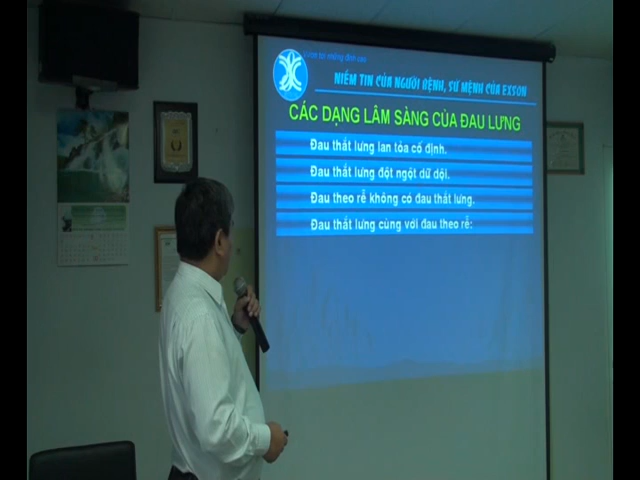 NIỀM TIN CỦA NGƯỜI BỆNH, SỨ MỆNH CỦA EXSON
CÁC DẠNG LÂM SÀNG CỦA ĐAU LƯNG
Đau thắt lưng lan tỏa cố định.
Đau thắt lưng đột ngột dữ dội.
Đau theo rễ không có đau thắt lưng.
Đau thắt lưng cùng với đau theo rễ: